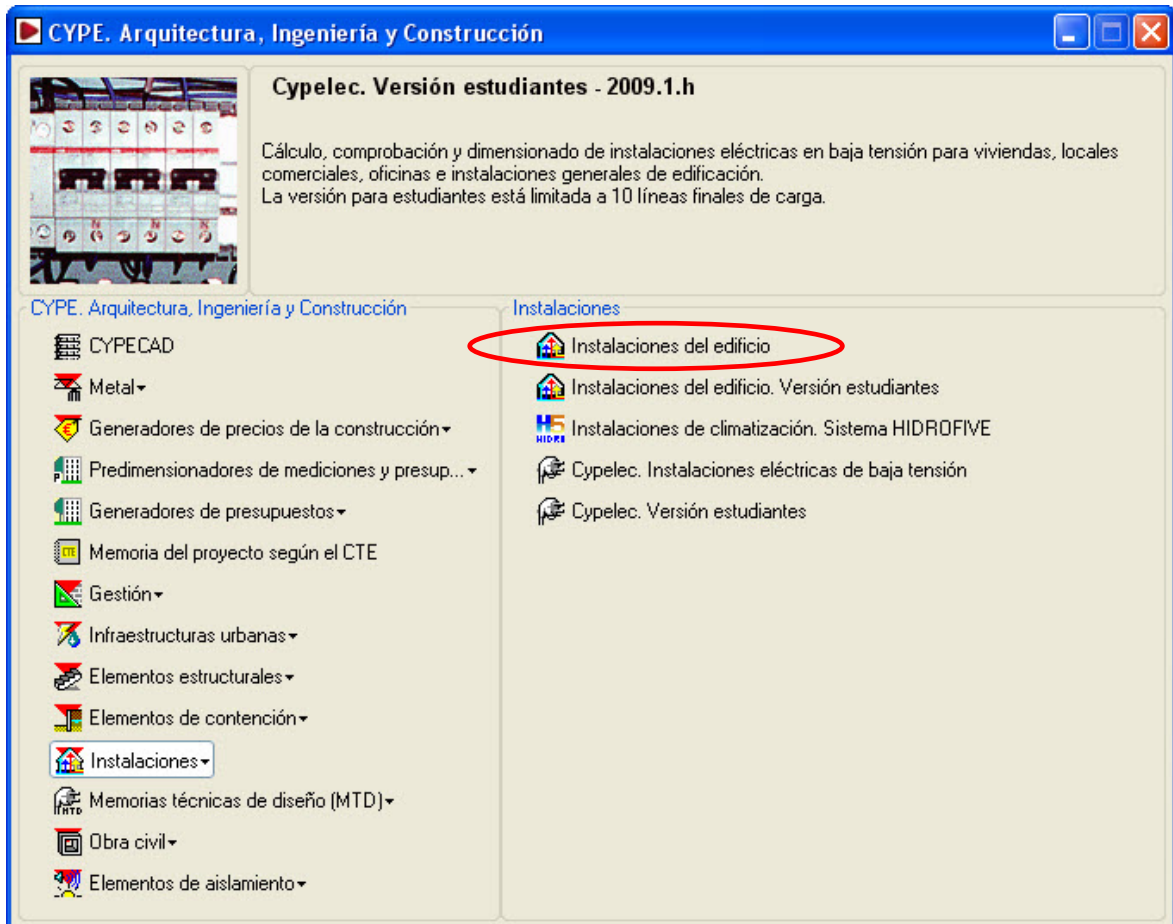 CYPE. Arquitectura, Ingeniería y Construcción
Cypelec. Versión estudiantes - 2009.1.h
Cálculo, comprobación y dimensionado de instalaciones eléctricas en baja tensión para viviendas, locales
comerciales, oficinas e instalaciones generales de edificación.
La versión para estudiantes está limitada a 10 líneas finales de carga.
CYPE. Arquitectura, Ingeniería y Construcción
CYPECAD
Metal
Generadores de precios de la construcción
Predimensionadores de mediciones y presup...
Generadores de presupuestos
Memoria del proyecto según el CTE
Gestión
Infraestructuras urbanas
Elementos estructurales
Elementos de contención
Instalaciones
Memorias técnicas de diseño (MTD)
Obra civil
Elementos de aislamiento
Instalaciones
Instalaciones del edificio
Instalaciones del edificio. Versión estudiantes
Instalaciones de climatización. Sistema HIDROFIVE
Cypelec. Instalaciones eléctricas de baja tensión
Cypelec. Versión estudiantes